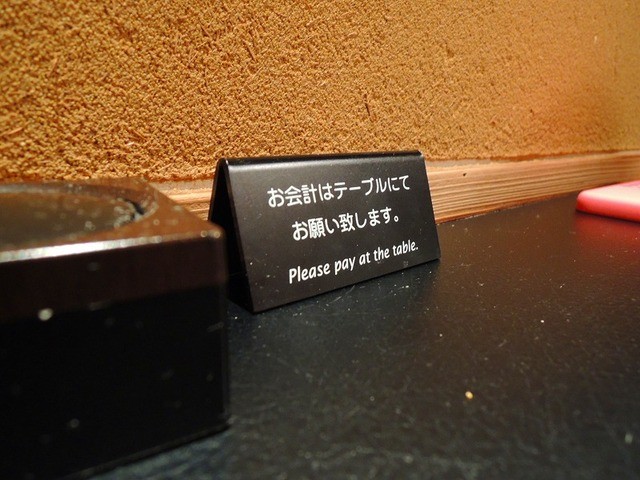 お会計はテーブルにて
お願い致します。
Please pay at the table.